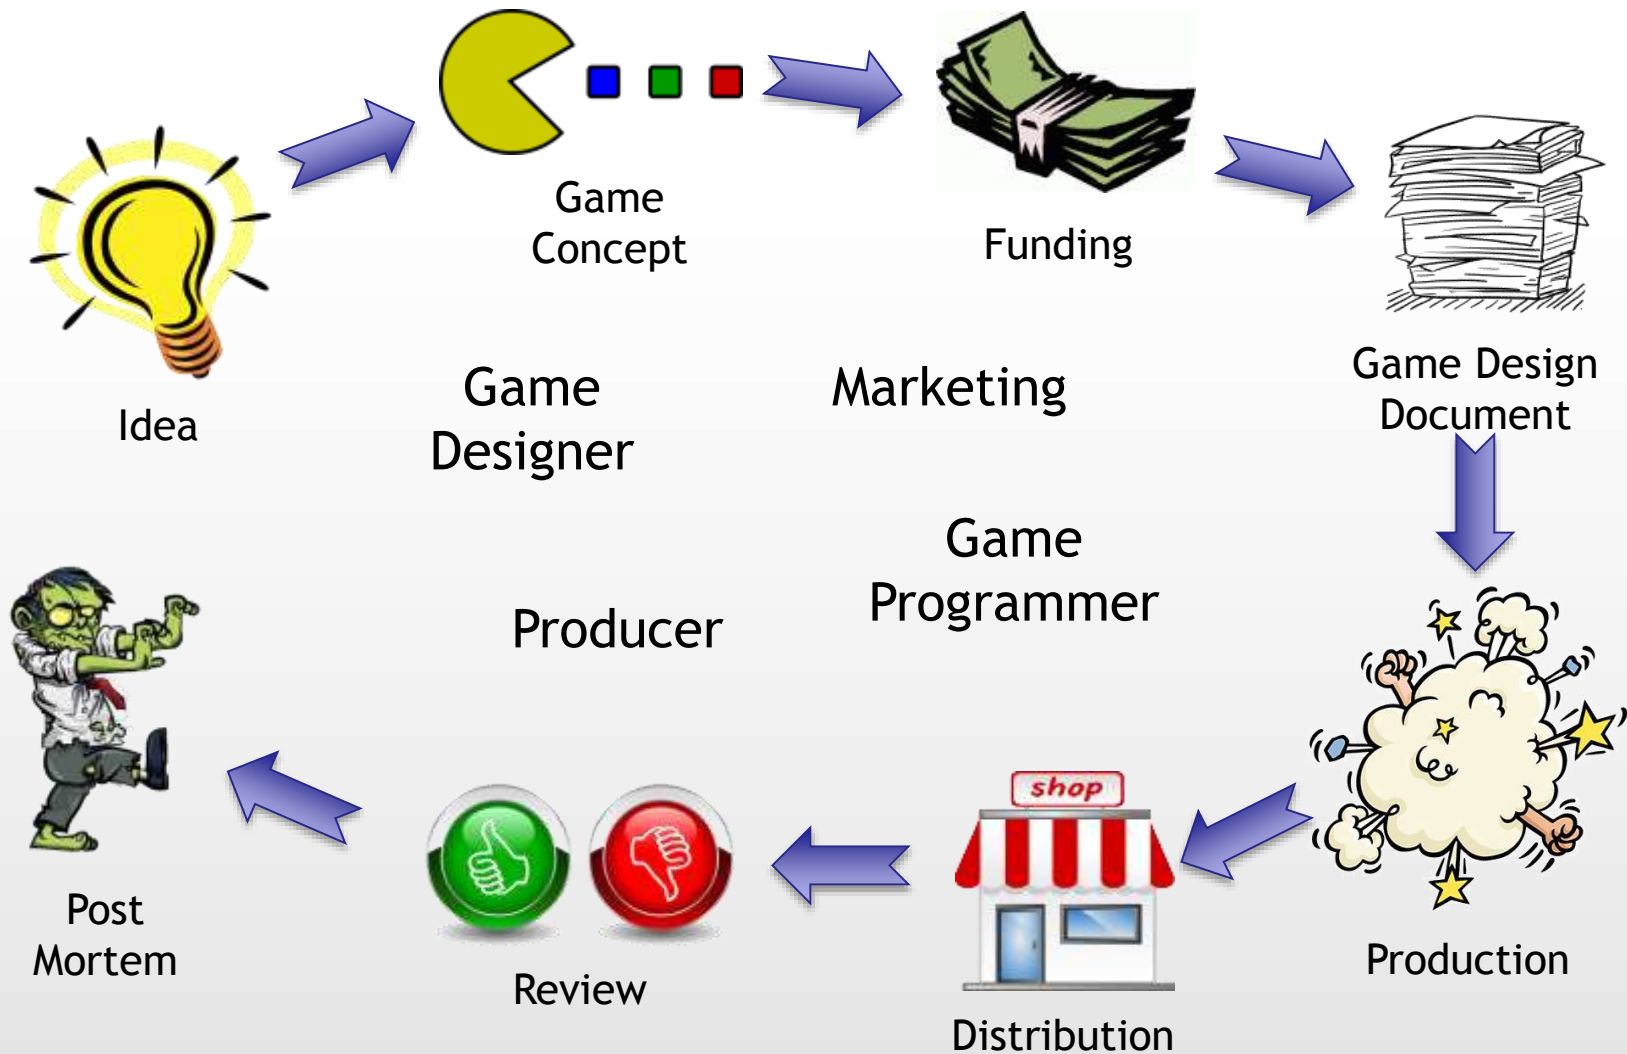 Game
Concept
Funding
Idea
Game Design
Document
Game
Designer
Marketing
Game
Programmer
Producer
shop
Post
Mortem
Review
Distribution
Production